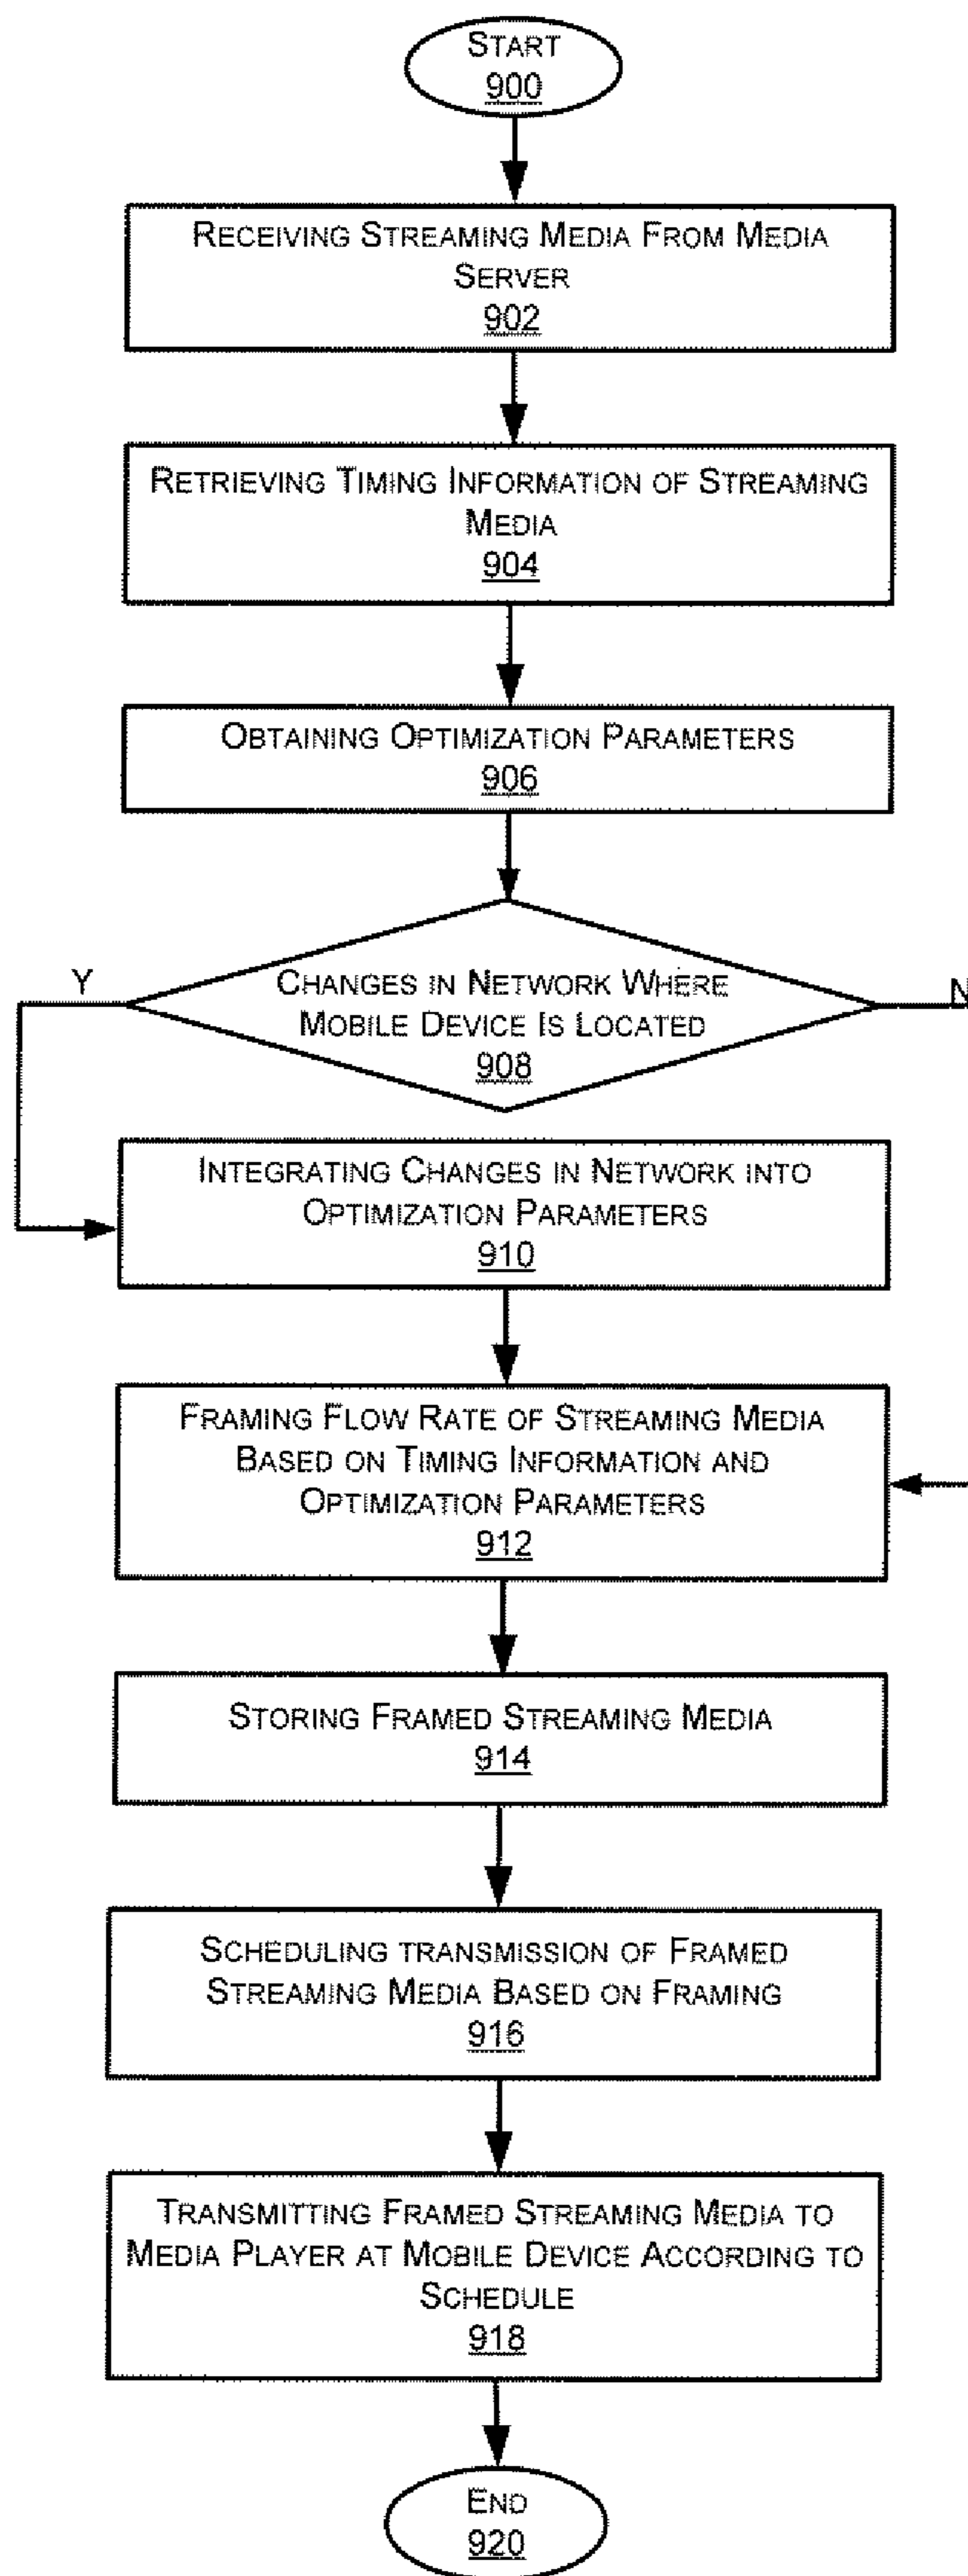 START
900
RECEIVING STREAMING MEDIA FROM MEDIA
SERVER
902
RETRIEVING TIMING INFORMATION OF STREAMING
MEDIA
904
OBTAINING OPTIMIZATION PARAMETERS
906
Y
N
CHANGES IN NETWORK WHERE
MOBILE DEVICE IS LOCATED
908
INTEGRATING CHANGES IN NETWORK INTO
OPTIMIZATION PARAMETERS
910
FRAMING FLOW RATE OF STREAMING MEDIA
BASED ON TIMING INFORMATION AND
OPTIMIZATION PARAMETERS
912
STORING FRAMED STREAMING MEDIA
914
SCHEDULING TRANSMISSION OF FRAMED
STREAMING MEDIA BASED ON FRAMING
916
TRANSMITTING FRAMED STREAMING MEDIA TO
MEDIA PLAYER AT MOBILE DEVICE ACCORDING TO
SCHEDULE
918
END
920